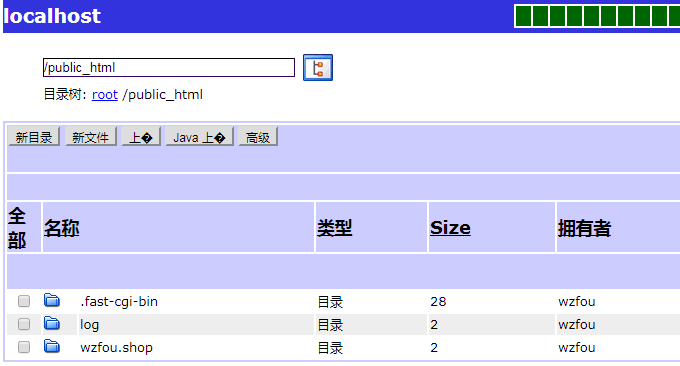 localhost
/public_html
目录树: root /public_html
新目录 新文件 上� Java 上� 高级
全部 名称 类型 Size 拥有者
.fast-cgi-bin 目录 28 wzfou
log 目录 2 wzfou
wzfou.shop 目录 2 wzfou